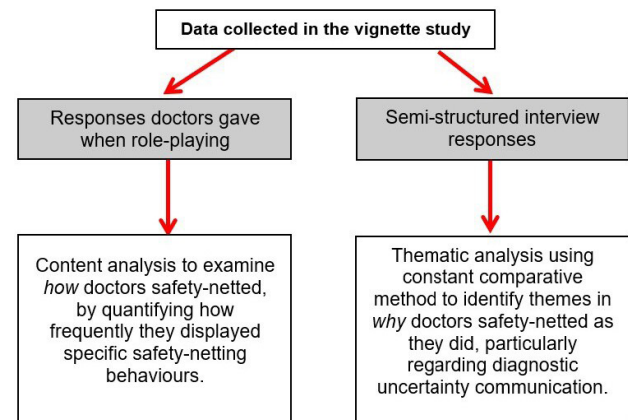 Data collected in the vignette study
Responses doctors gave
when role-playing
Semi-structured interview
responses
Content analysis to examine
how doctors safety-netted,
by quantifying how
frequently they displayed
specific safety-netting
behaviours.
Thematic analysis using
constant comparative
method to identify themes in
why doctors safety-netted as
they did, particularly
regarding diagnostic
uncertainty communication.